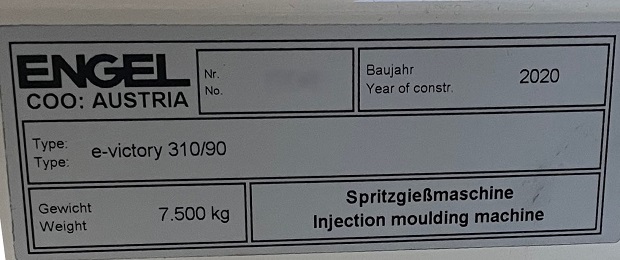 ENGEL
COO: AUSTRIA
Nr.
No.
Baujahr
Year of constr.
2020
Type:
Type:
e-victory 310/90
Gewicht
Weight
7.500 kg
Spritzgießmaschine
Injection moulding machine